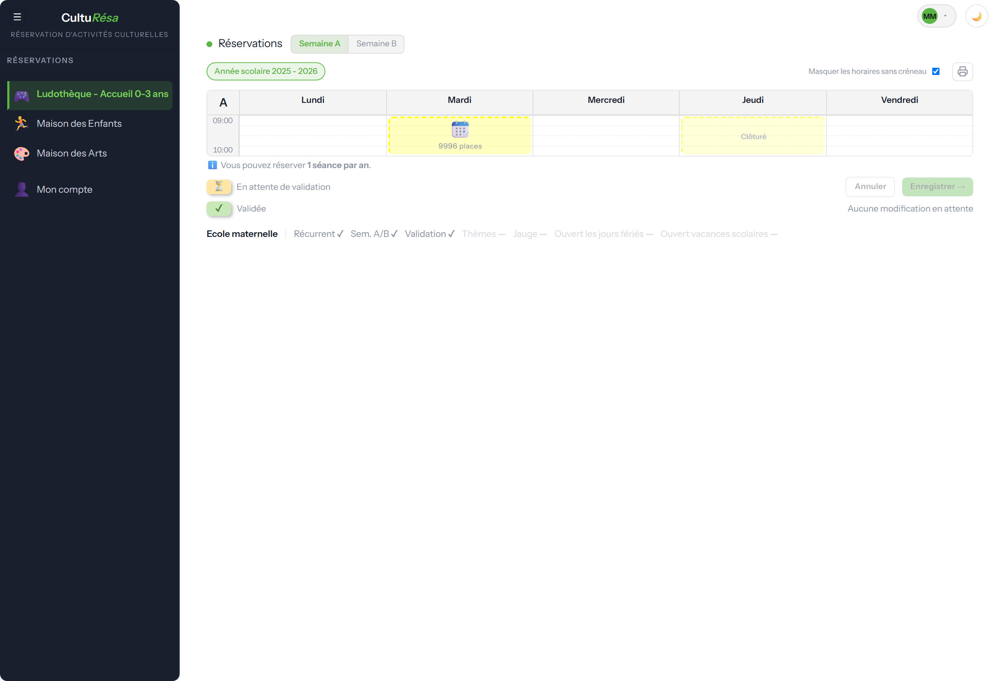 ☰ CultuRésa
RÉSERVATION D'ACTIVITÉS CULTURELLES
RÉSERVATIONS
Ludothèque - Accueil 0-3 ans
Maison des Enfants
Maison des Arts
Mon compte
MM
Réservations Semaine A Semaine B
Année scolaire 2025 - 2026 Masquer les horaires sans créneau
A Lundi Mardi Mercredi Jeudi Vendredi
09:00
Clôturé
9996 places
10:00
Vous pouvez réserver 1 séance par an.
En attente de validation Annuler Enregistrer →
✓ Validée Aucune modification en attente
Ecole maternelle Récurrent ✓ Sem. A/B ✓ Validation ✓ Thèmes — Jauge — Ouvert les jours fériés — Ouvert vacances scolaires —